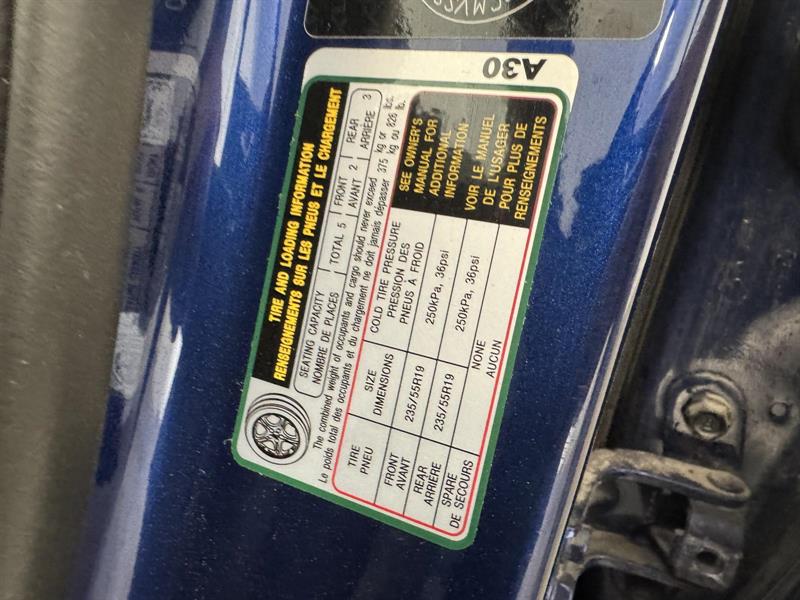 A30
TIRE AND LOADING INFORMATION
RENSEIGNEMENTS SUR LES PNEUS ET LE CHARGEMENT
SEATING CAPACITY
NOMBRE DE PLACES
TOTAL 5
FRONT
AVANT 2
REAR
ARRIÈRE 3
The combined weight of occupants and cargo should never exceed 375 kg or 826 lbs.
Le poids total des occupants et du chargement ne doit jamais dépasser 375 kg ou 826 lb.
TIRE
PNEU
SIZE
DIMENSIONS
COLD TIRE PRESSURE
PRESSION DES
PNEUS À FROID
SEE OWNER'S
MANUAL FOR
ADDITIONAL
INFORMATION
VOIR LE MANUEL
DE L'USAGER
POUR PLUS DE
RENSEIGNEMENTS
FRONT
AVANT
235/55R19
250kPa, 36psi
REAR
ARRIÈRE
235/55R19
250kPa, 36psi
SPARE
DE SECOURS
NONE
AUCUN